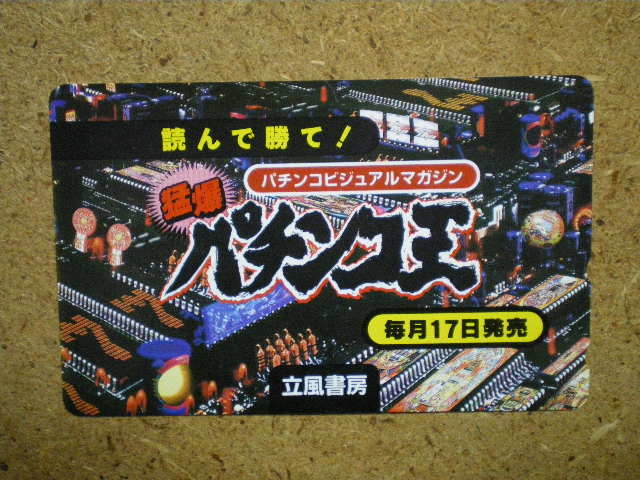 読んで勝て!
パチンコビジュアルマガジン
猛爆
パチンコ王
毎月17日発売
立風書房